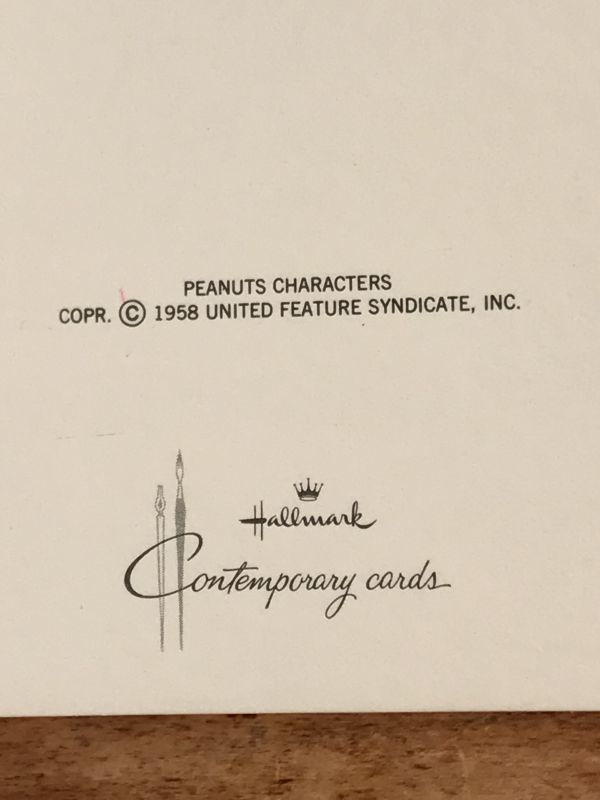 PEANUTS CHARACTERS
COPR. © 1958 UNITED FEATURE SYNDICATE, INC.
Hallmark
Contemporary cards